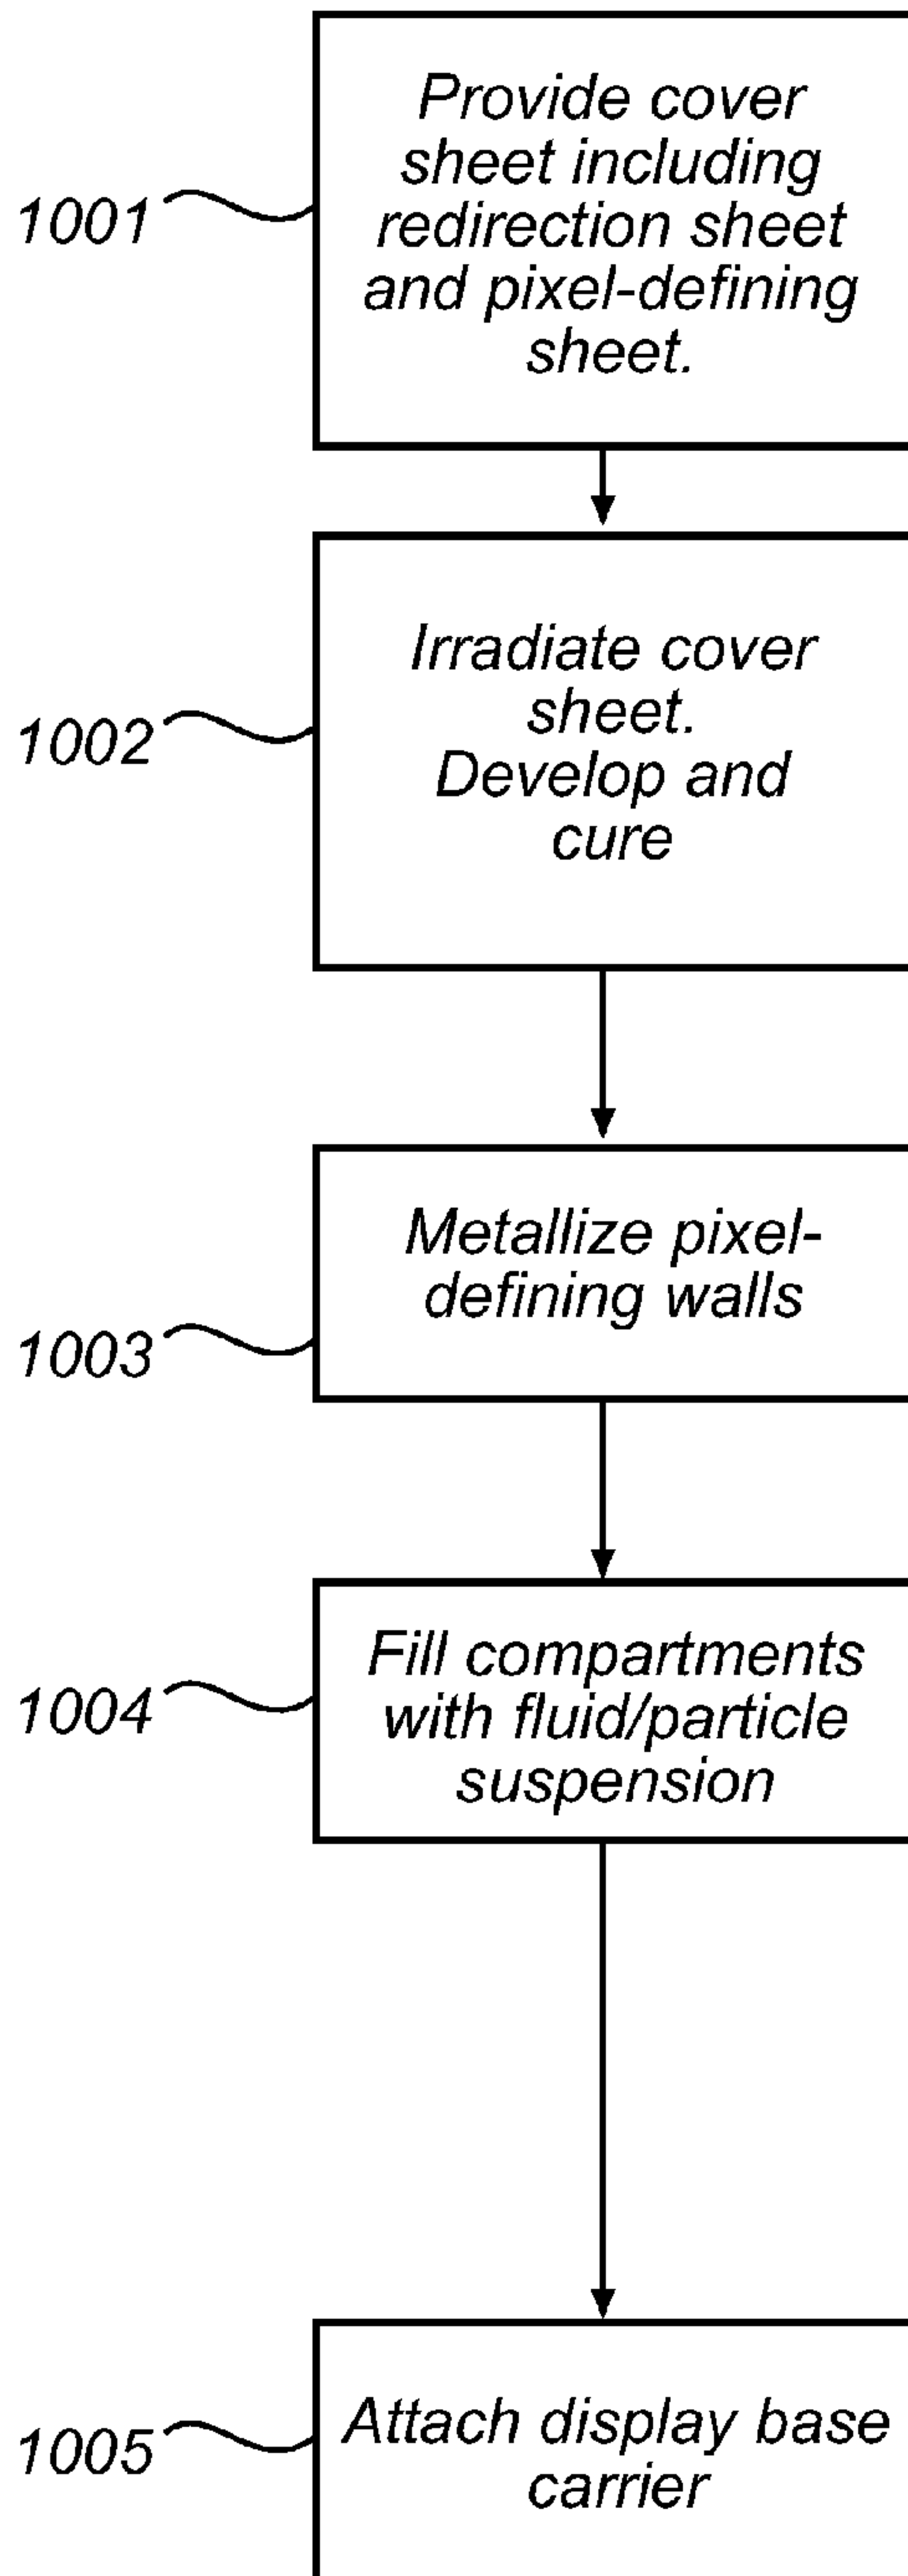 Provide cover
sheet including
redirection sheet
and pixel-defining
sheet.
1001
Irradiate cover
sheet.
Develop and
cure
1002
Metallize pixel-
defining walls
1003
Fill compartments
with fluid/particle
suspension
1004
Attach display base
carrier
1005